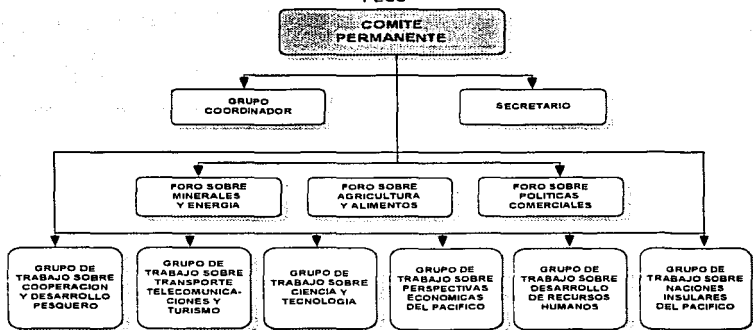 COMITE
PERMANENTE
GRUPO
COORDINADOR
SECRETARIO
FORO SOBRE
MINERALES
Y ENERGIA
FORO SOBRE
AGRICULTURA
Y ALIMENTOS
FORO SOBRE
POLITICAS
COMERCIALES
GRUPO DE
TRABAJO SOBRE
COOPERACION
Y DESARROLLO
PESQUERO
GRUPO DE
TRABAJO SOBRE
TRANSPORTE
TELECOMUNICA-
CIONES Y
TURISMO
GRUPO DE
TRABAJO SOBRE
CIENCIA Y
TECNOLOGIA
GRUPO DE
TRABAJO SOBRE
PERSPECTIVAS
ECONOMICAS
DEL PACIFICO
GRUPO DE
TRABAJO SOBRE
DESARROLLO
DE RECURSOS
HUMANOS
GRUPO DE
TRABAJO SOBRE
NACIONES
INSULARES
DEL PACIFICO